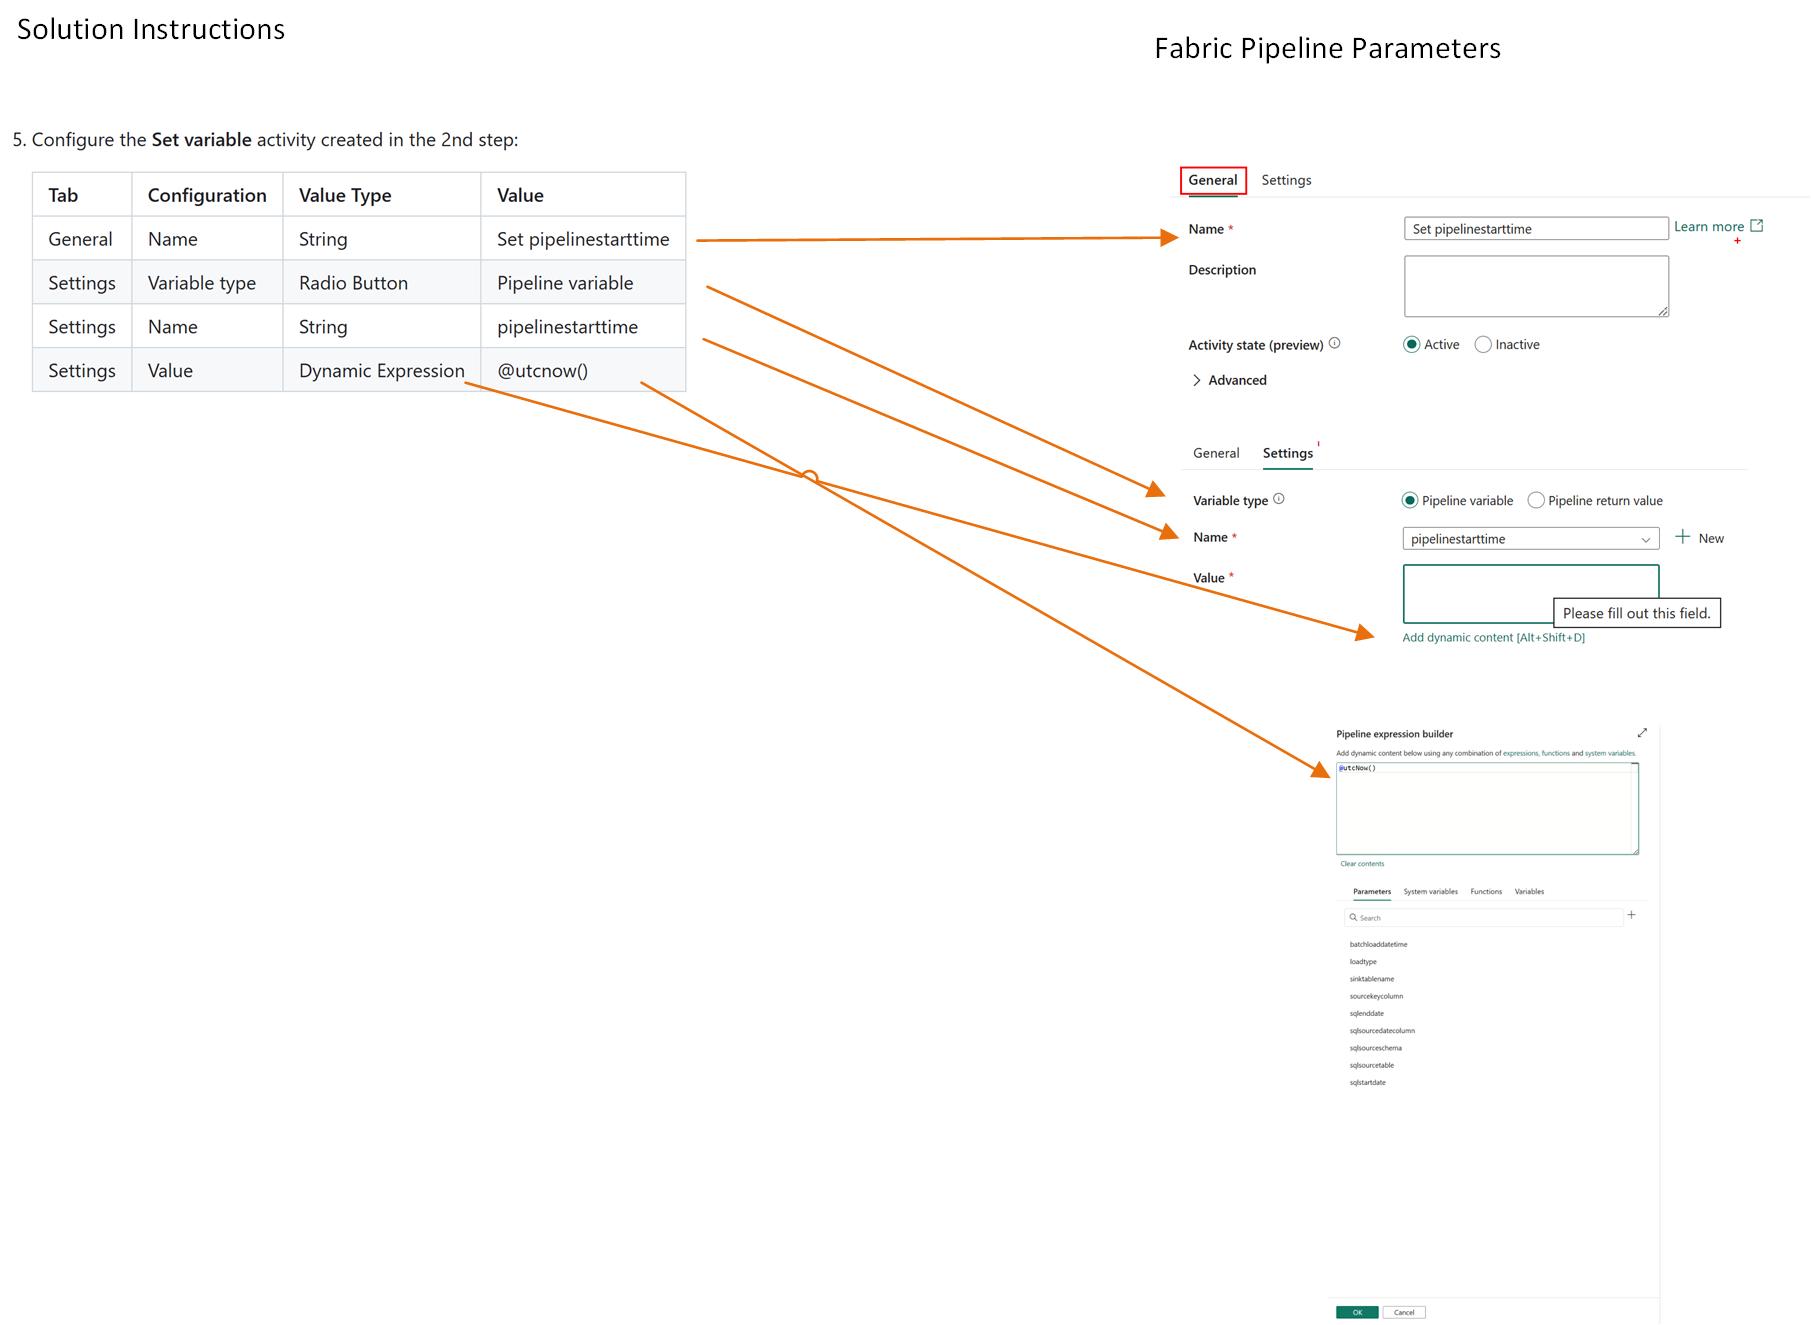 Solution Instructions
Fabric Pipeline Parameters
5. Configure the Set variable activity created in the 2nd step:
Tab Configuration Value Type Value
General Name String Set pipelinestarttime
Settings Variable type Radio Button Pipeline variable
Settings Name String pipelinestarttime
Settings Value Dynamic Expression @utcnow()
General Settings
Name * Set pipelinestarttime Learn more
Description
Activity state (preview) Active Inactive
Advanced
General Settings
Variable type Pipeline variable Pipeline return value
Name * pipelinestarttime + New
Value *
Please fill out this field.
Add dynamic content [Alt+Shift+D]
Pipeline expression builder
Add dynamic content below using any combination of expressions, functions and system variables.
@utcNow()
Clear contents
Parameters System variables Functions Variables
Search +
batchloaddatetime
loadtype
sinktablename
sourcekeycolumn
sqlenddate
sqlsourcedatecolumn
sqlsourceschema
sqlsourcetable
sqlstartdate
OK Cancel